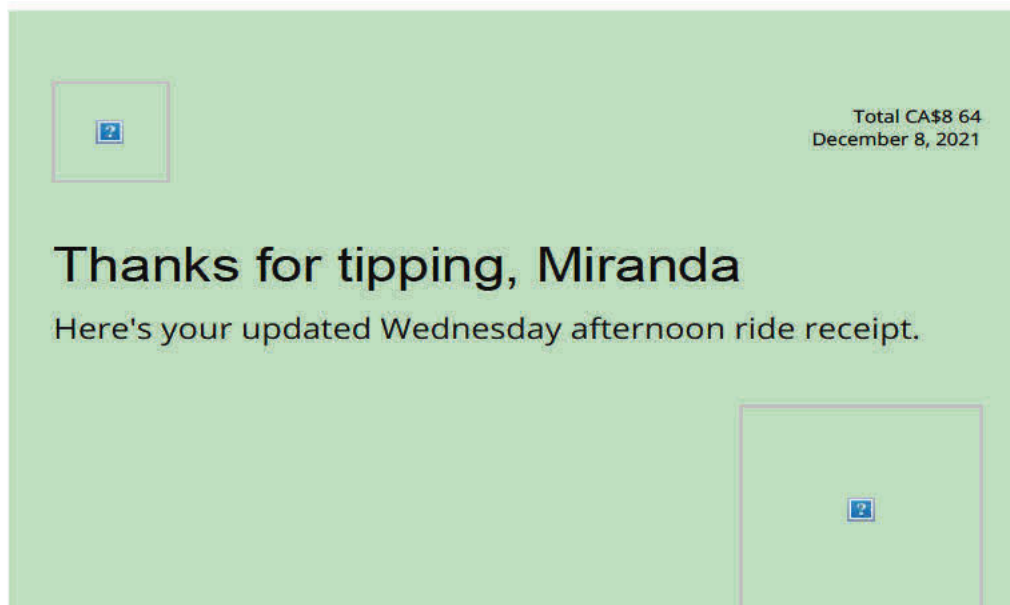 Total CA$8 64
December 8, 2021
Thanks for tipping, Miranda
Here's your updated Wednesday afternoon ride receipt.